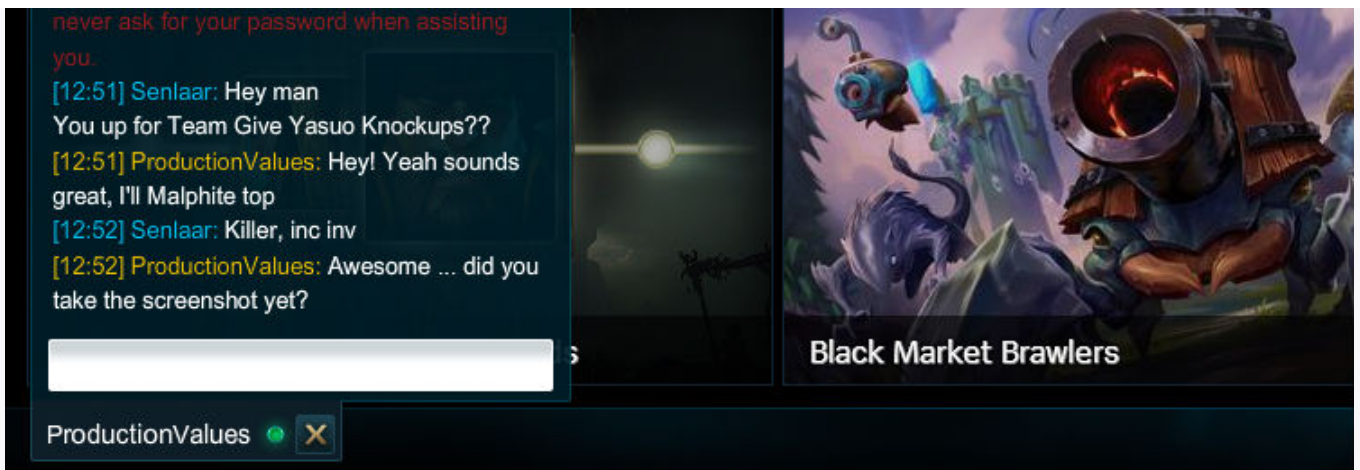 never ask for your password when assisting
you.
[12:51] Senlaar: Hey man
You up for Team Give Yasuo Knockups??
[12:51] ProductionValues: Hey! Yeah sounds
great, I'll Malphite top
[12:52] Senlaar: Killer, inc inv
[12:52] ProductionValues: Awesome ... did you
take the screenshot yet?
s
Black Market Brawlers
ProductionValues